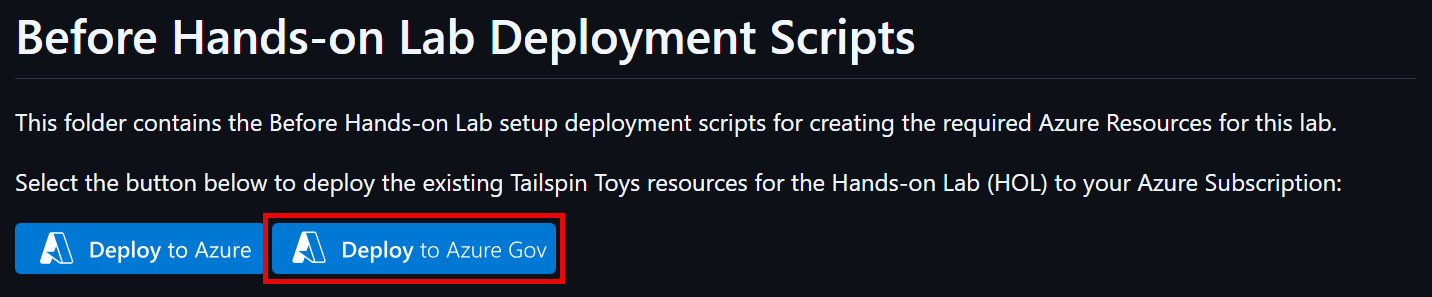 Before Hands-on Lab Deployment Scripts
This folder contains the Before Hands-on Lab setup deployment scripts for creating the required Azure Resources for this lab.
Select the button below to deploy the existing Tailspin Toys resources for the Hands-on Lab (HOL) to your Azure Subscription:
Deploy to Azure Deploy to Azure Gov